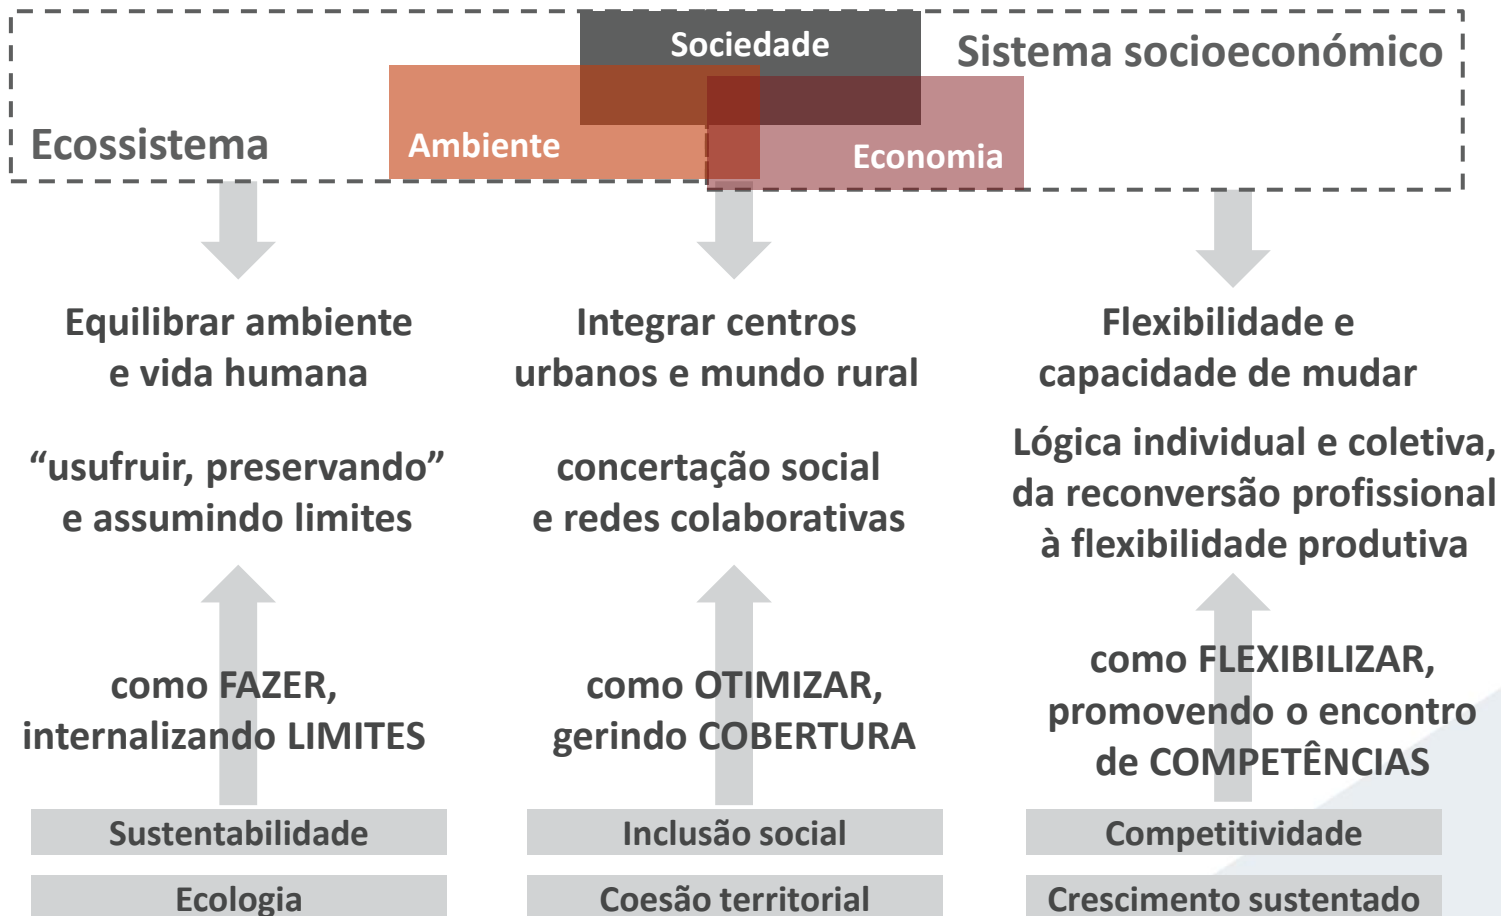 Sociedade
Sistema socioeconómico
Ecossistema
Ambiente
Economia
Equilibrar ambiente
e vida humana
“usufruir, preservando”
e assumindo limites
como FAZER,
internalizando LIMITES
Sustentabilidade
Ecologia
Integrar centros
urbanos e mundo rural
concertação social
e redes colaborativas
como OTIMIZAR,
gerindo COBERTURA
Inclusão social
Coesão territorial
Flexibilidade e
capacidade de mudar
Lógica individual e coletiva,
da reconversão profissional
à flexibilidade produtiva
como FLEXIBILIZAR,
promovendo o encontro
de COMPETÊNCIAS
Competitividade
Crescimento sustentado